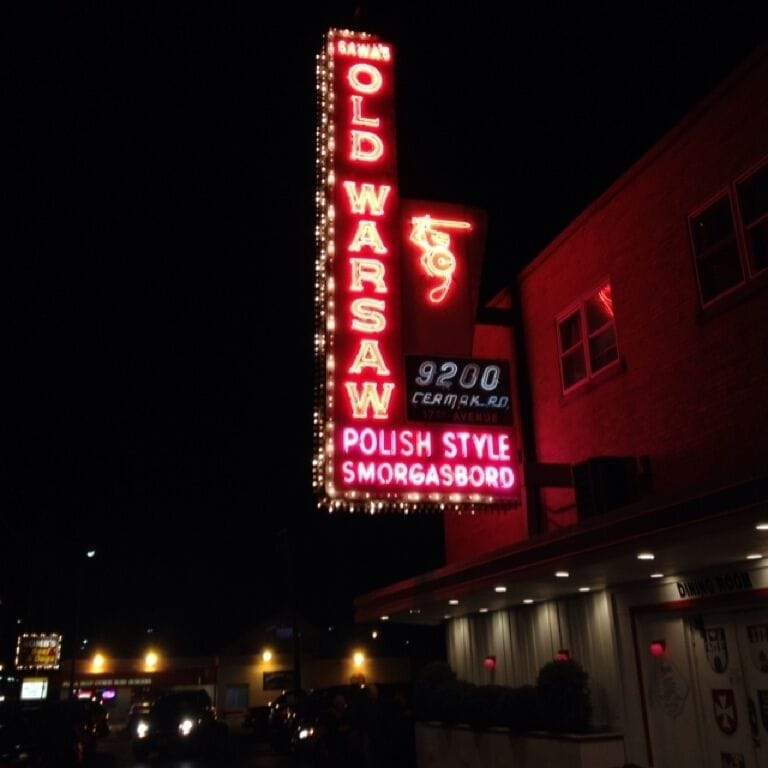 SAWA'S
OLD WARSAW
9200
CERMAK RD.
17TH AVENUE
POLISH STYLE
SMORGASBORD
DINING ROOM